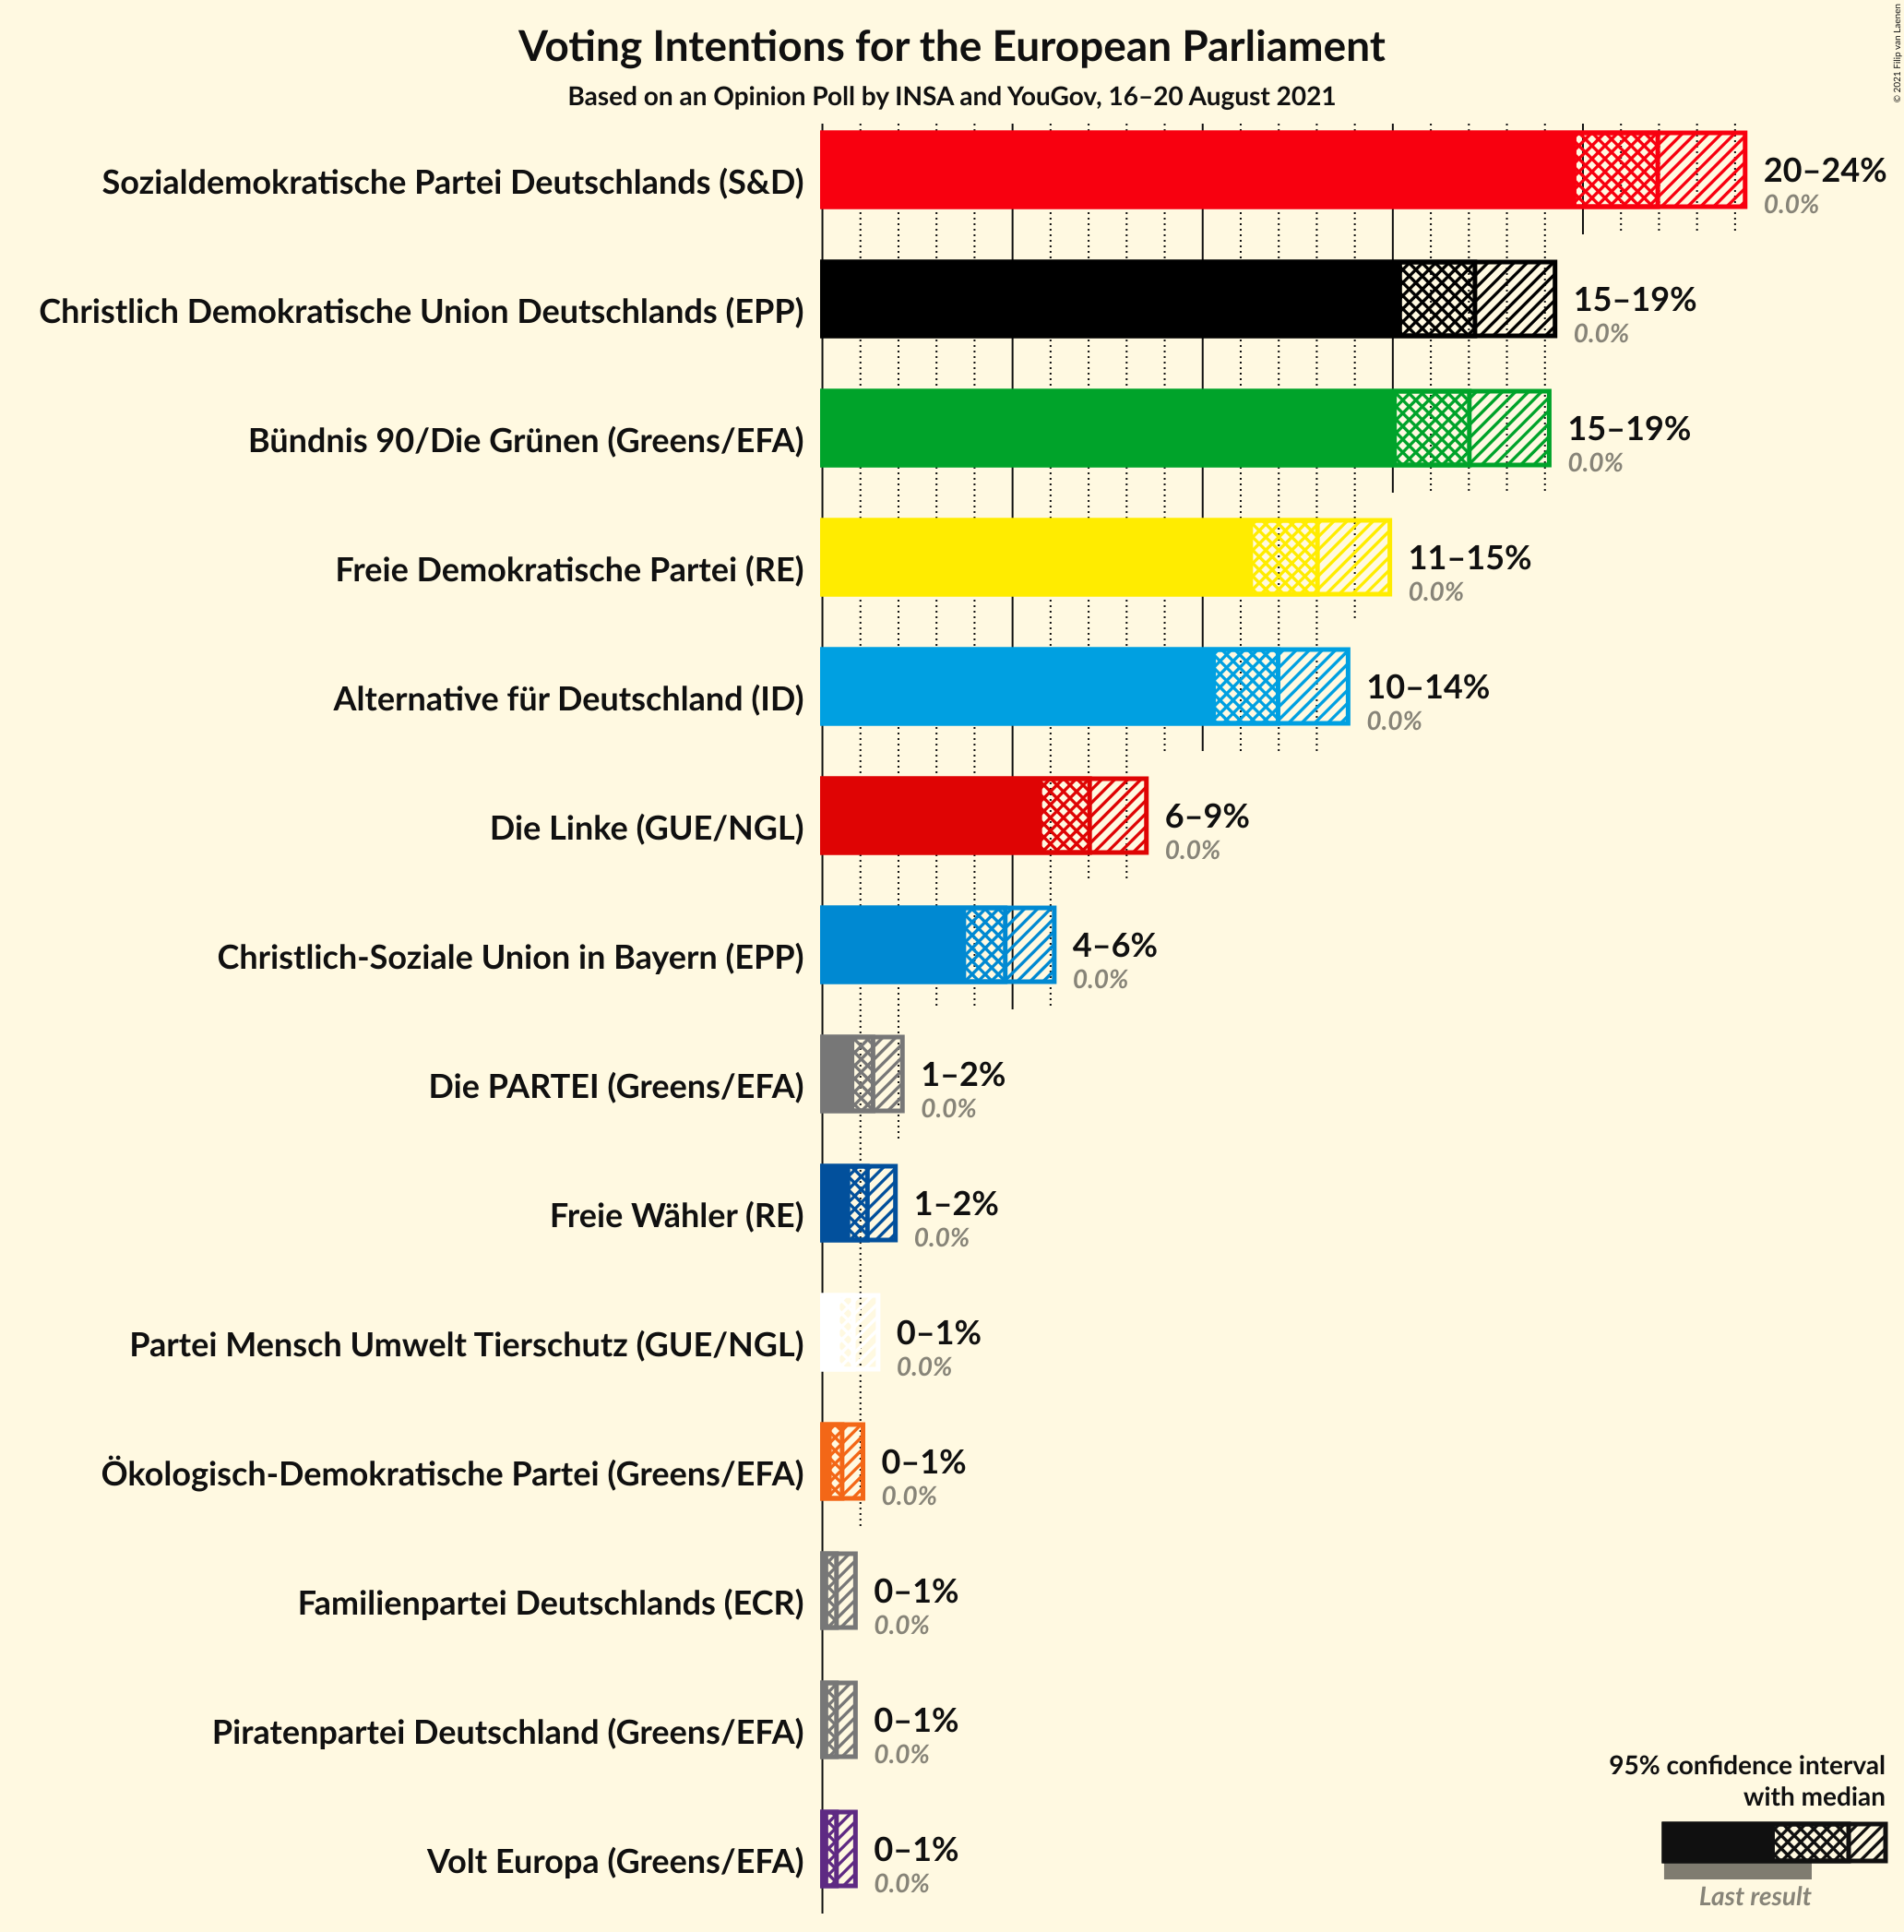 Voting Intentions for the European Parliament
Based on an Opinion Poll by INSA and YouGov, 16–20 August 2021
© 2021 Filip van Laenen
Sozialdemokratische Partei Deutschlands (S&D)
20–24%
0.0%
Christlich Demokratische Union Deutschlands (EPP)
15–19%
0.0%
Bündnis 90/Die Grünen (Greens/EFA)
15–19%
0.0%
Freie Demokratische Partei (RE)
11–15%
0.0%
Alternative für Deutschland (ID)
10–14%
0.0%
Die Linke (GUE/NGL)
6–9%
0.0%
Christlich-Soziale Union in Bayern (EPP)
4–6%
0.0%
Die PARTEI (Greens/EFA)
1–2%
0.0%
Freie Wähler (RE)
1–2%
0.0%
Partei Mensch Umwelt Tierschutz (GUE/NGL)
0–1%
0.0%
Ökologisch-Demokratische Partei (Greens/EFA)
0–1%
0.0%
Familienpartei Deutschlands (ECR)
0–1%
0.0%
Piratenpartei Deutschland (Greens/EFA)
0–1%
0.0%
Volt Europa (Greens/EFA)
0–1%
0.0%
95% confidence interval
with median
Last result